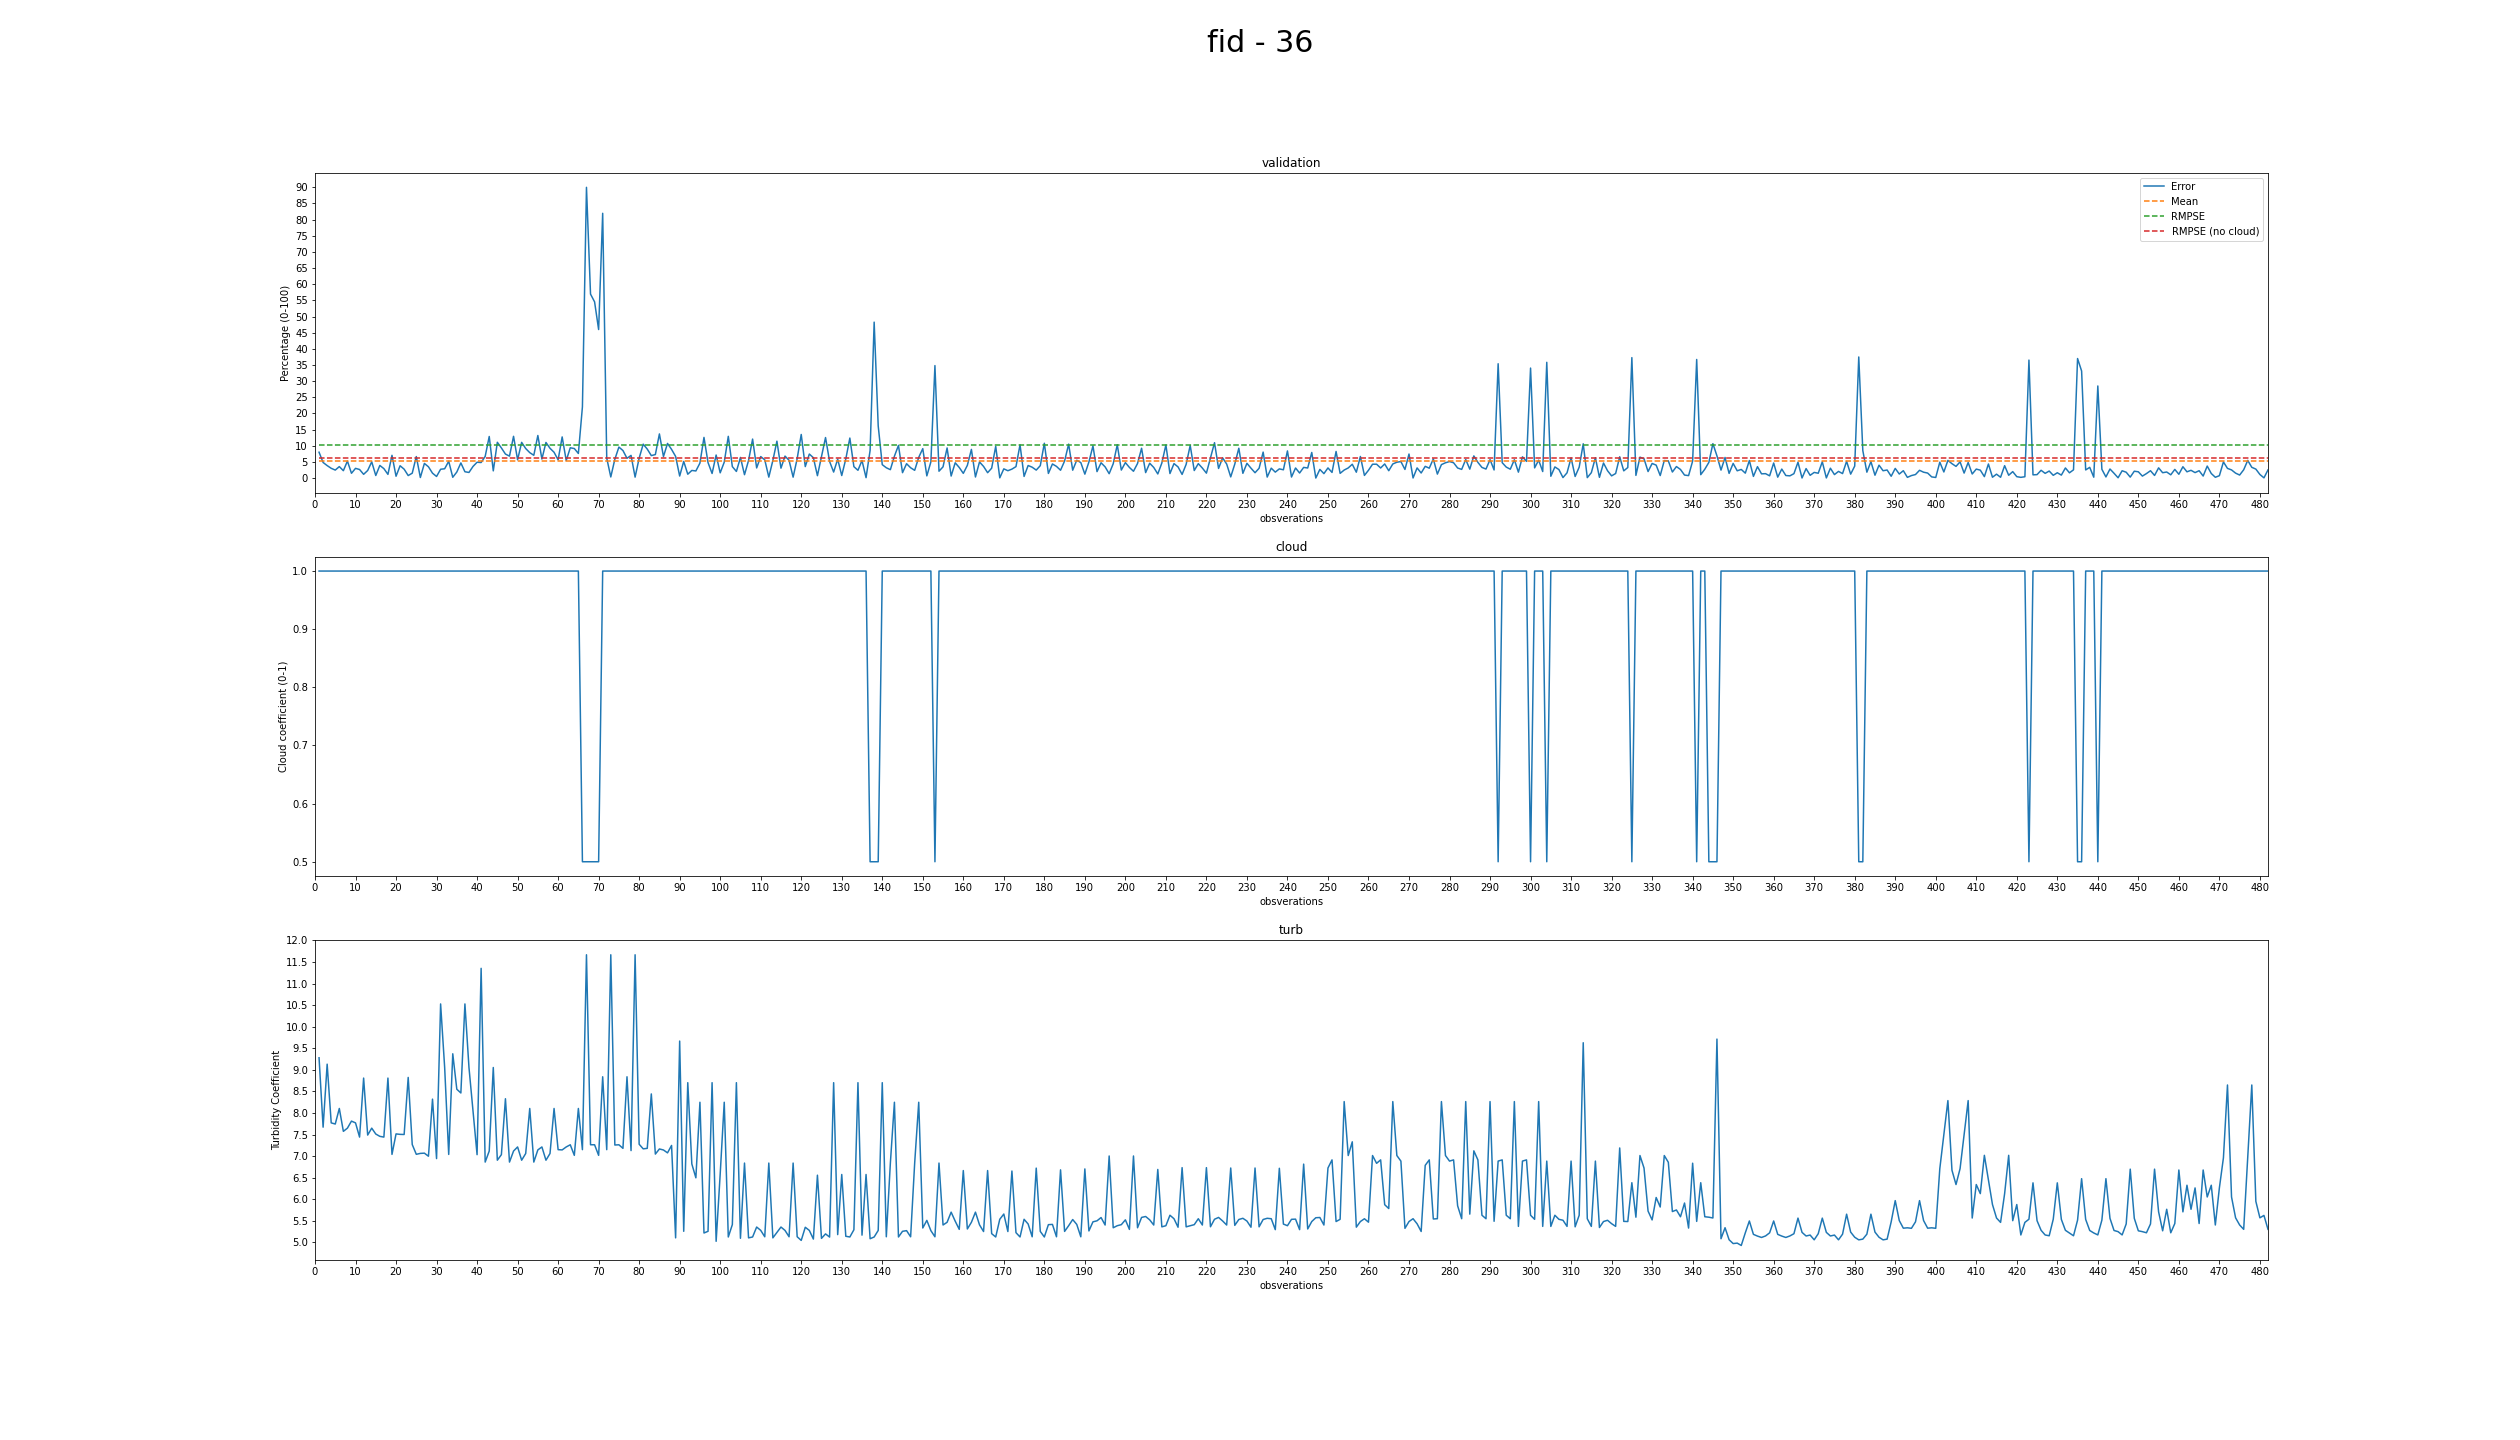 fid - 36
validation
90
85
80
75
70
65
60
55
50
45
40
35
30
25
20
15
10
5
0
Percentage (0-100)
Error
Mean
RMPSE
RMPSE (no cloud)
0 10 20 30 40 50 60 70 80 90 100 110 120 130 140 150 160 170 180 190 200 210 220 230 240 250 260 270 280 290 300 310 320 330 340 350 360 370 380 390 400 410 420 430 440 450 460 470 480
obsverations
cloud
1.0
0.9
0.8
0.7
0.6
0.5
Cloud coefficient (0-1)
0 10 20 30 40 50 60 70 80 90 100 110 120 130 140 150 160 170 180 190 200 210 220 230 240 250 260 270 280 290 300 310 320 330 340 350 360 370 380 390 400 410 420 430 440 450 460 470 480
obsverations
turb
12.0
11.5
11.0
10.5
10.0
9.5
9.0
8.5
8.0
7.5
7.0
6.5
6.0
5.5
5.0
Turbidity Coefficient
0 10 20 30 40 50 60 70 80 90 100 110 120 130 140 150 160 170 180 190 200 210 220 230 240 250 260 270 280 290 300 310 320 330 340 350 360 370 380 390 400 410 420 430 440 450 460 470 480
obsverations